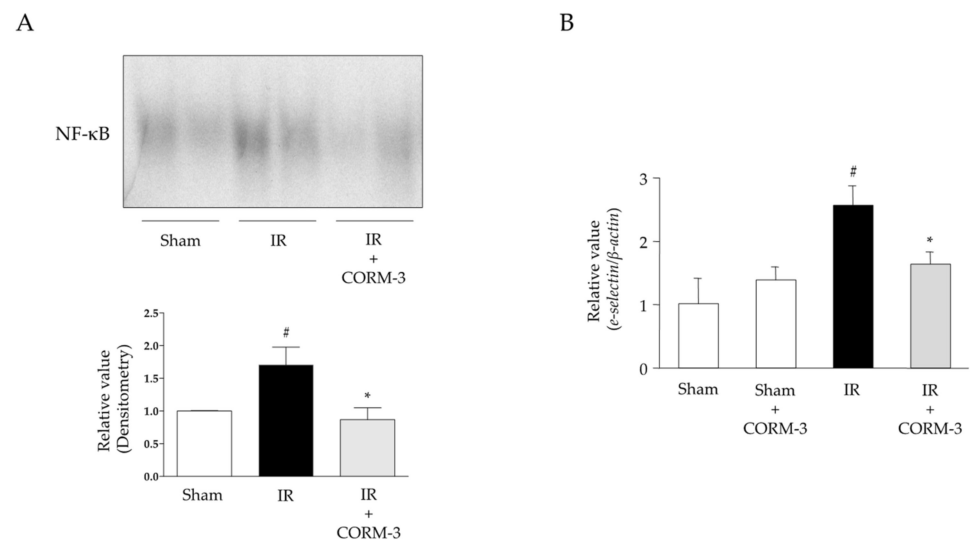 A
NF-κB
Sham IR IR
+
CORM-3
Relative value
(Densitometry)
2.5
2.0
1.5
1.0
0.5
0.0
#
*
Sham IR IR
+
CORM-3
B
Relative value
(e-selectin/β-actin)
3
2
1
0
#
*
Sham Sham IR IR
+ +
CORM-3 CORM-3